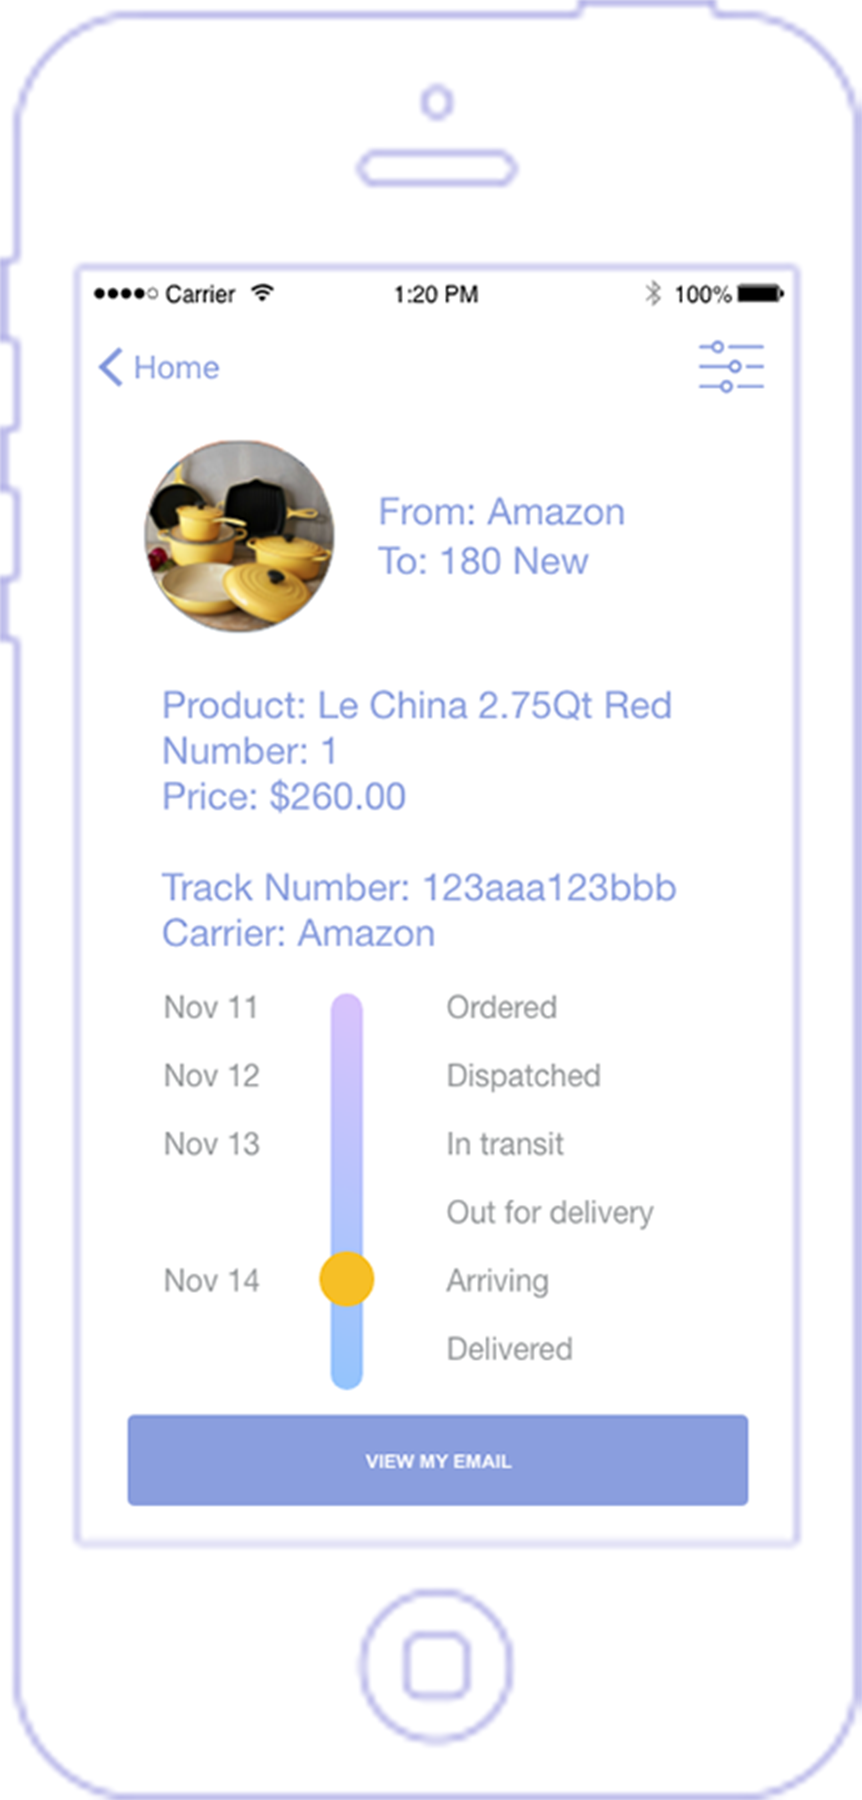 Carrier 1:20 PM 100%
Home
From: Amazon
To: 180 New
Product: Le China 2.75Qt Red
Number: 1
Price: $260.00
Track Number: 123aaa123bbb
Carrier: Amazon
Nov 11 Ordered
Nov 12 Dispatched
Nov 13 In transit
Out for delivery
Nov 14 Arriving
Delivered
VIEW MY EMAIL